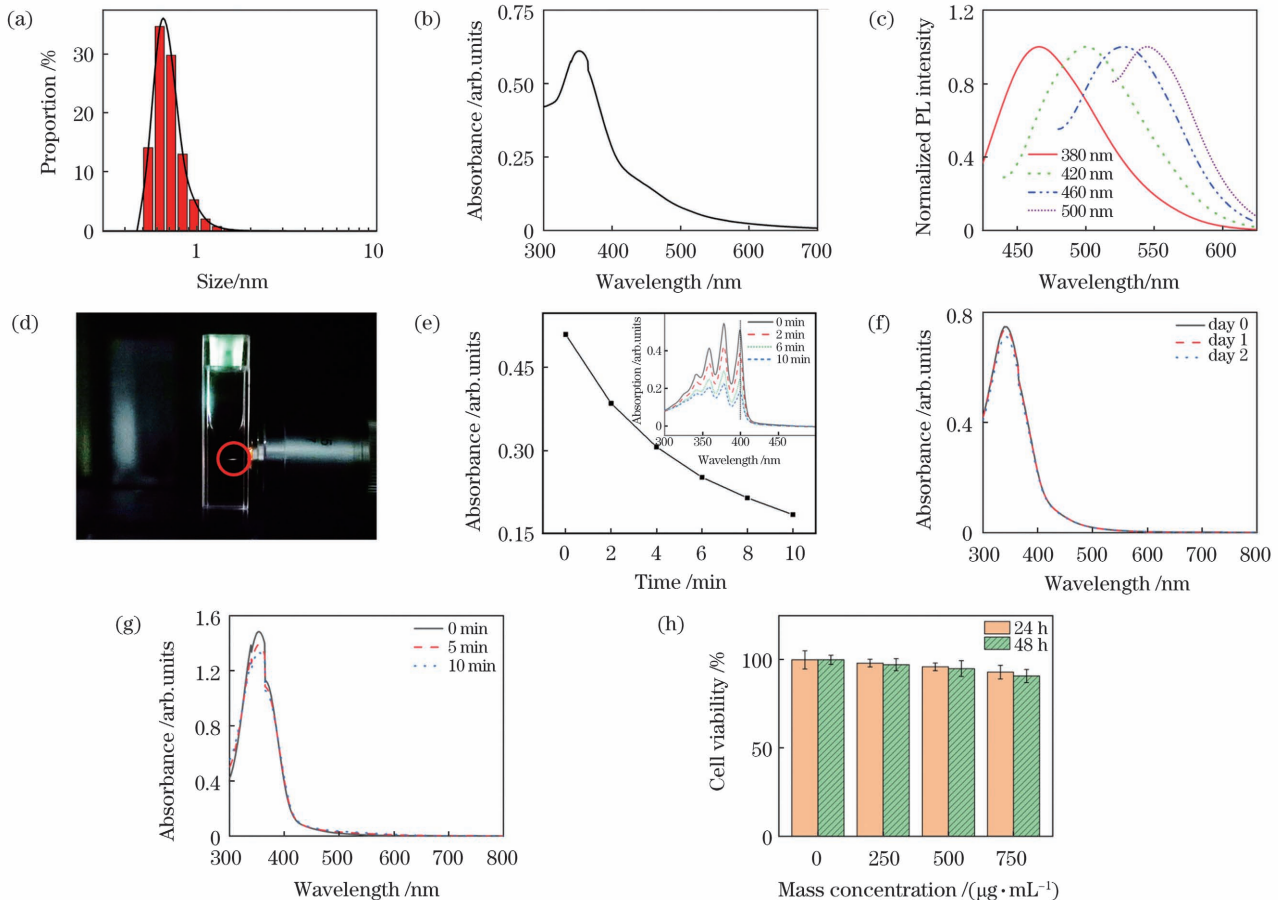 (a)
Proportion /%
30
20
10
0
1
10
Size/nm
(b)
Absorbance /arb.units
0.75
0.50
0.25
0
300 400 500 600 700
Wavelength /nm
(c)
Normalized PL intensity
1.2
0.8
0.4
0
380 nm
420 nm
460 nm
500 nm
450 500 550 600
Wavelength/nm
(d)
(e)
Absorbance /arb.units
0.45
0.30
0.15
0 2 4 6 8 10
Time /min
Absorption /arb.units
0.4
0.2
0
0 min
2 min
6 min
10 min
300 350 400 450
Wavelength /nm
(f)
Absorbance /arb.units
0.8
0.4
0
day 0
day 1
day 2
300 400 500 600 700 800
Wavelength /nm
(g)
Absorbance /arb.units
1.6
1.2
0.8
0.4
0
0 min
5 min
10 min
300 400 500 600 700 800
Wavelength /nm
(h)
Cell viability /%
100
50
0
24 h
48 h
0 250 500 750
Mass concentration /(μg·mL⁻¹)